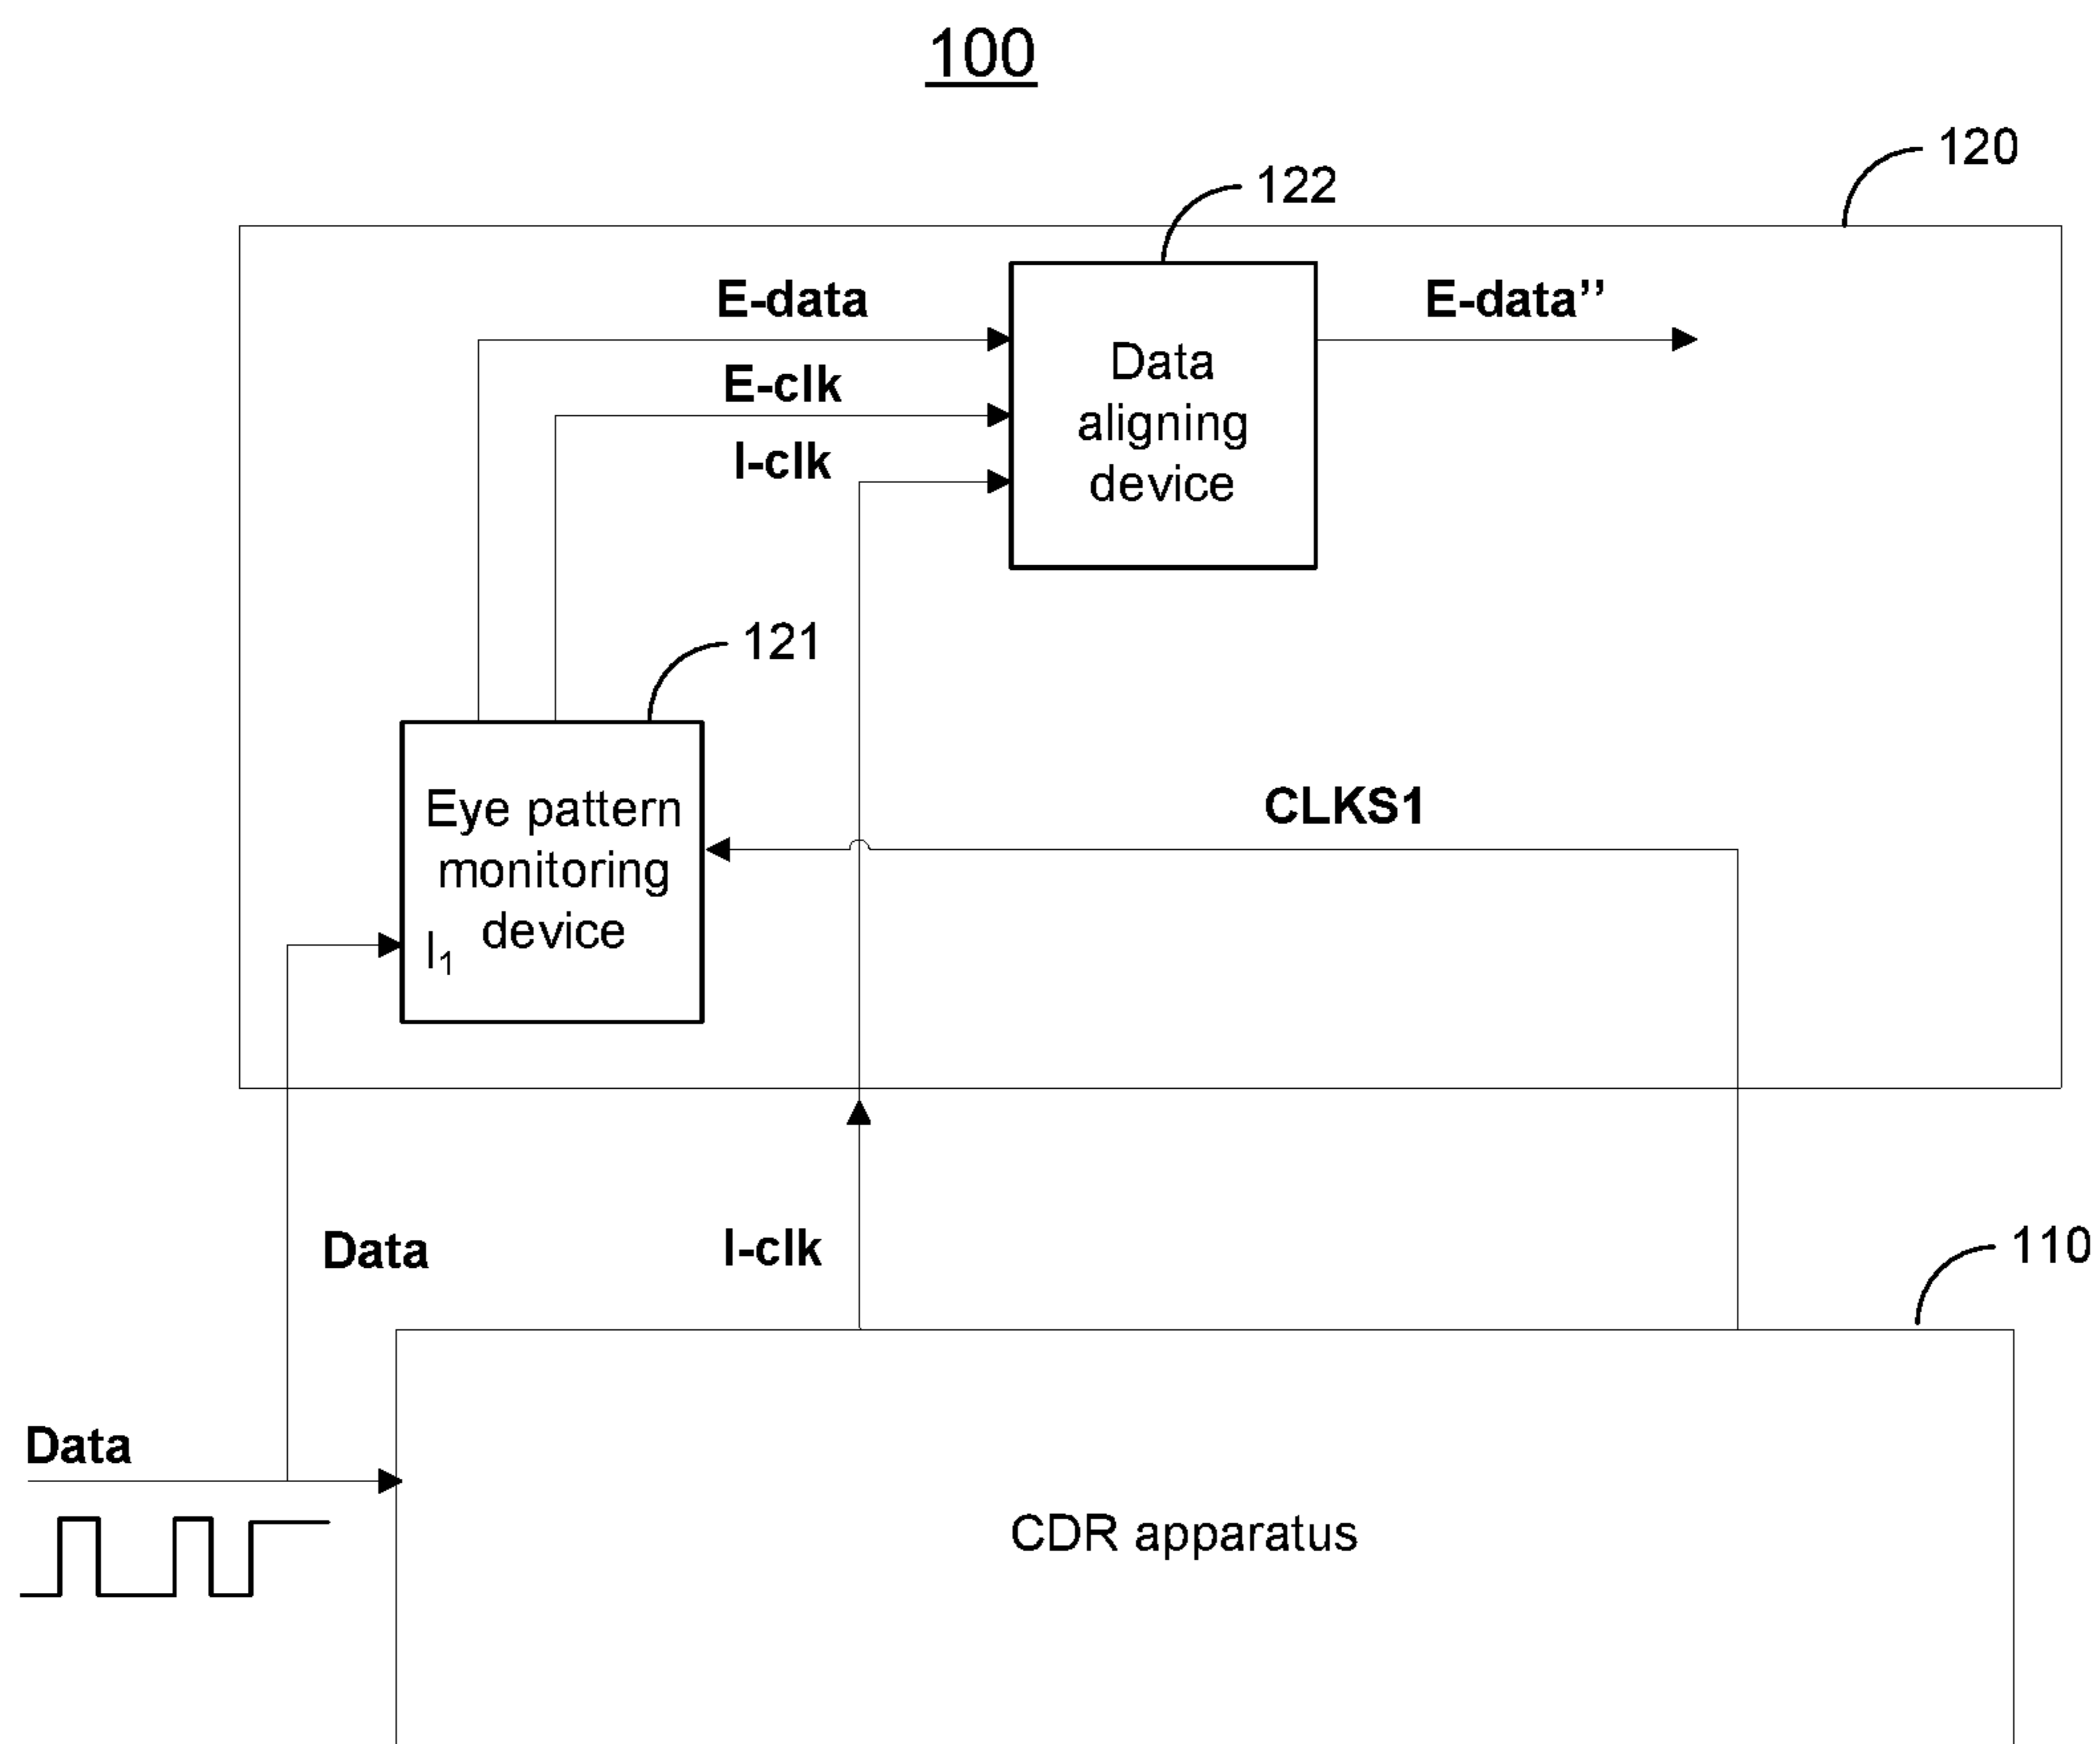 100
120
122
E-data
E-data’’
E-clk
I-clk
Data
aligning
device
121
Eye pattern
monitoring
device
I1
CLKS1
Data
I-clk
110
Data
CDR apparatus